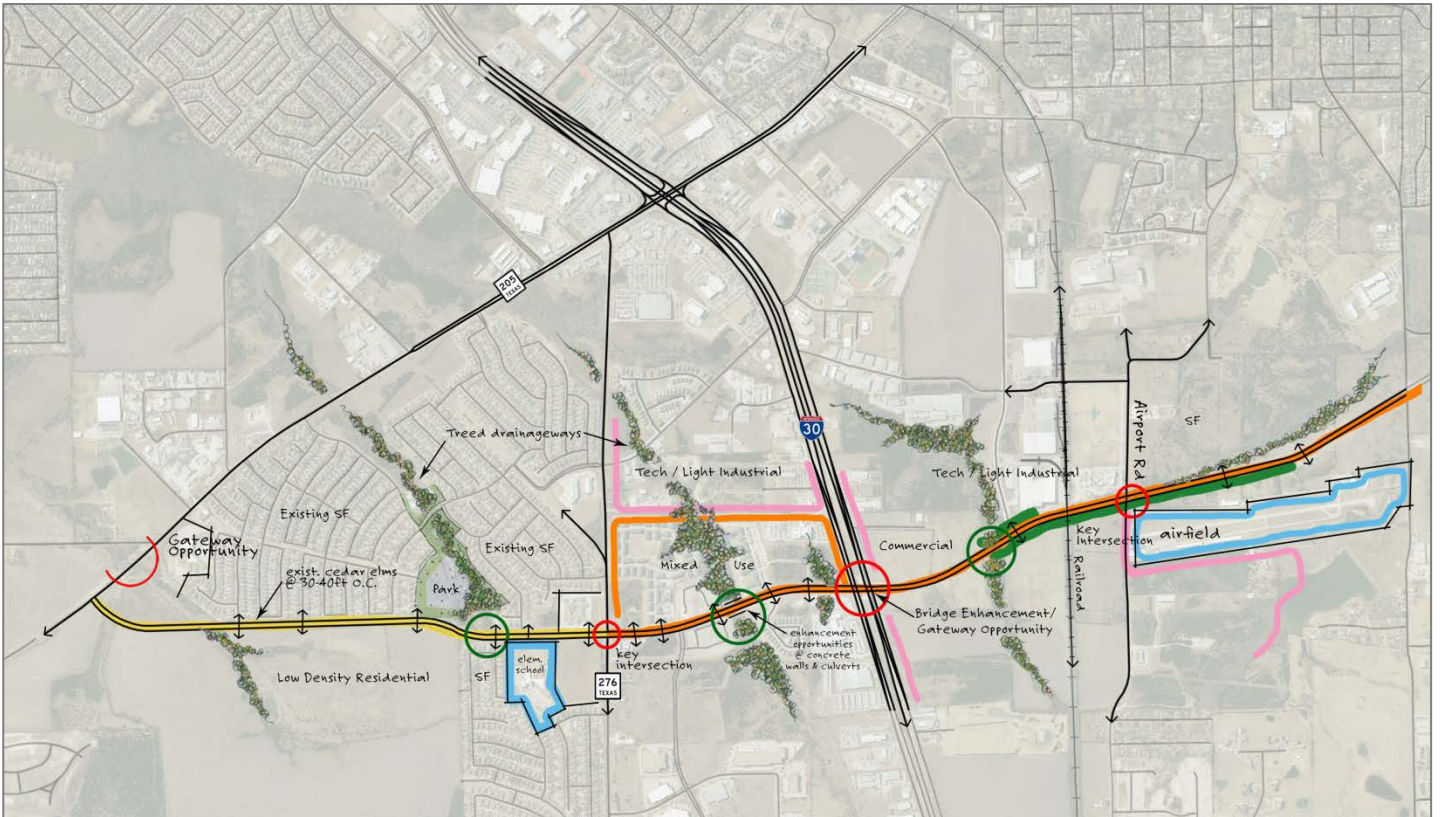 205
TEXAS
INTERSTATE
30
Airport Rd
SF
Treed drainageways
Tech / Light Industrial
Tech / Light Industrial
Existing SF
Gateway
Opportunity
Existing SF
Key
Intersection
airfield
exist. cedar elms
@ 30-40ft O.C.
Park
Mixed Use
Commercial
Railroad
Bridge Enhancement/
Gateway Opportunity
enhancement
opportunities
@ concrete
walls & culverts
key
intersection
elem.
school
Low Density Residential
SF
276
TEXAS